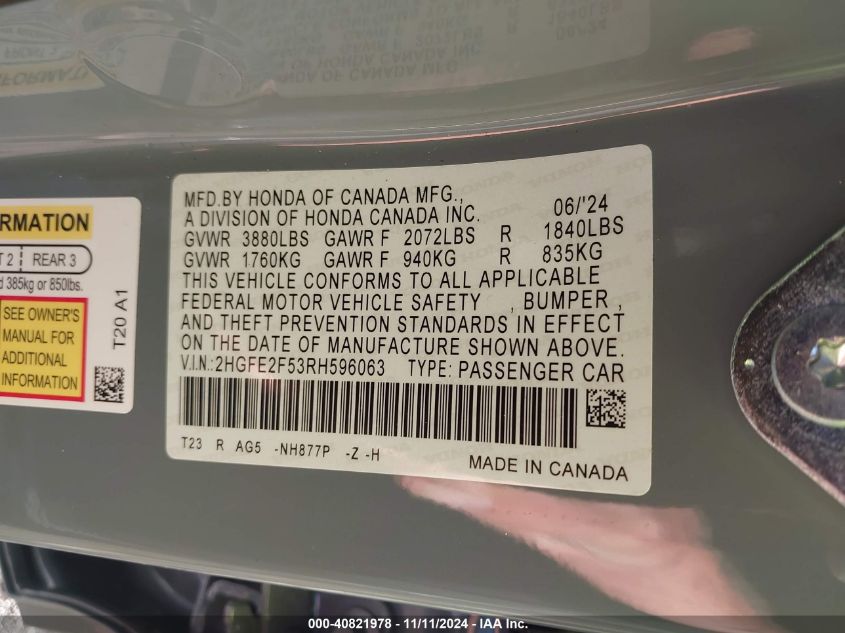 MFD.BY HONDA OF CANADA MFG.,
A DIVISION OF HONDA CANADA INC. 06/'24
GVWR 3880LBS GAWR F 2072LBS R 1840LBS
GVWR 1760KG GAWR F 940KG R 835KG
THIS VEHICLE CONFORMS TO ALL APPLICABLE
FEDERAL MOTOR VEHICLE SAFETY , BUMPER ,
AND THEFT PREVENTION STANDARDS IN EFFECT
ON THE DATE OF MANUFACTURE SHOWN ABOVE.
V.I.N.:2HGFE2F53RH596063 TYPE: PASSENGER CAR
T23 R AG5 -NH877P -Z -H
MADE IN CANADA
RMATION
T 2 REAR 3
d 385kg or 850lbs.
SEE OWNER'S
MANUAL FOR
ADDITIONAL
INFORMATION
T20 A1
000-40821978 - 11/11/2024 - IAA Inc.